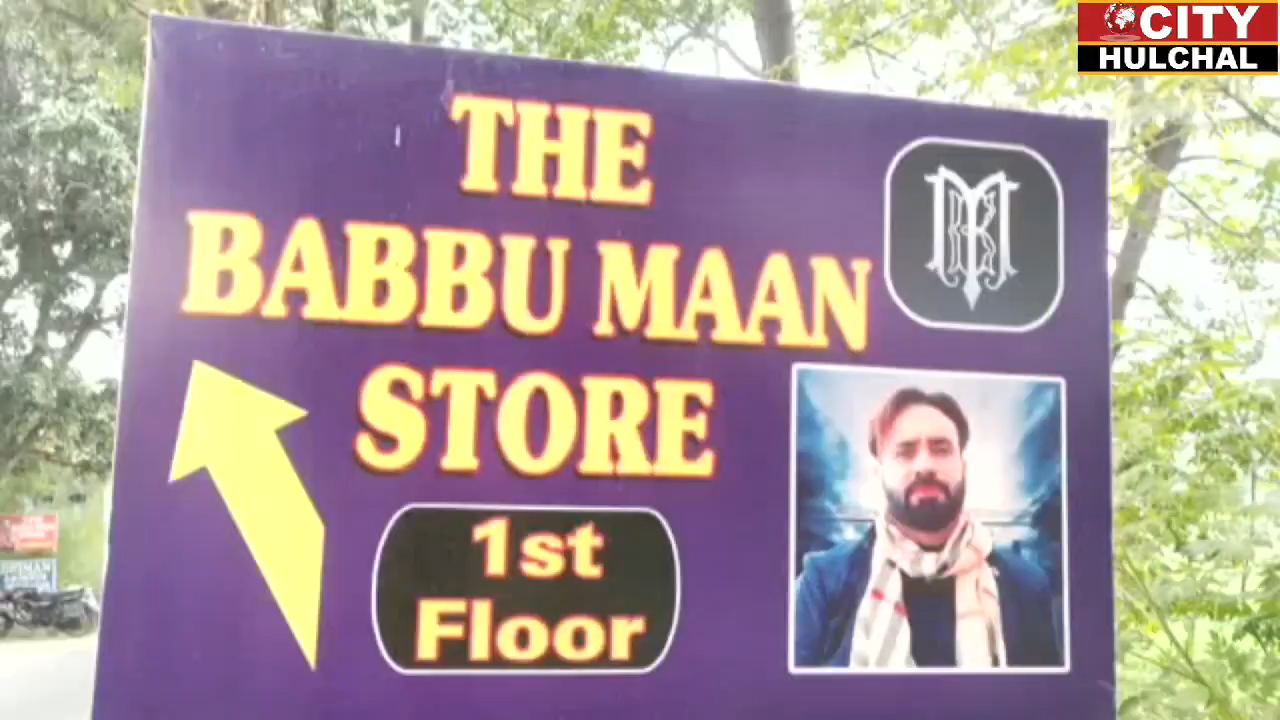 CITY
HULCHAL
THE
BABBU MAAN
STORE
1st
Floor